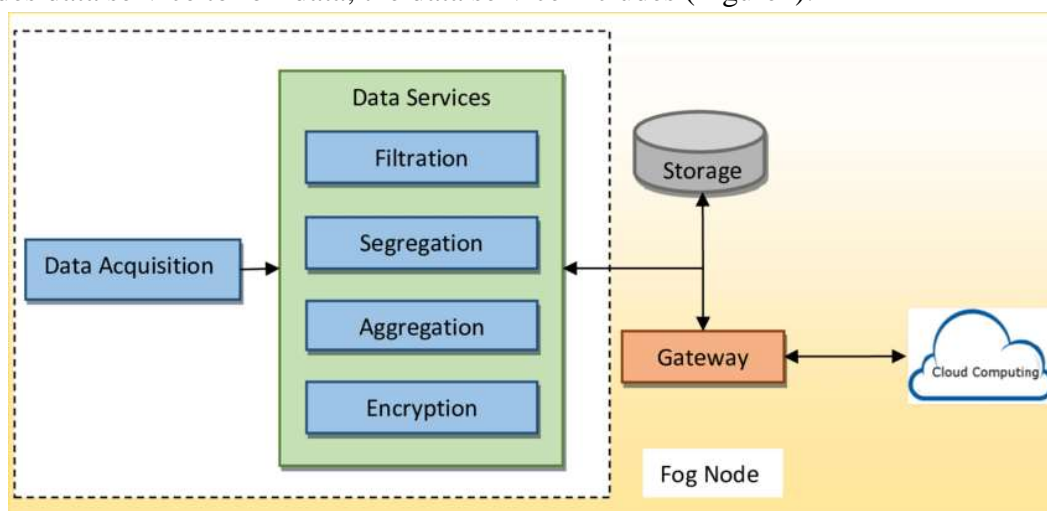 Data Services
Filtration
Segregation
Aggregation
Encryption
Data Acquisition
Storage
Gateway
Cloud Computing
Fog Node